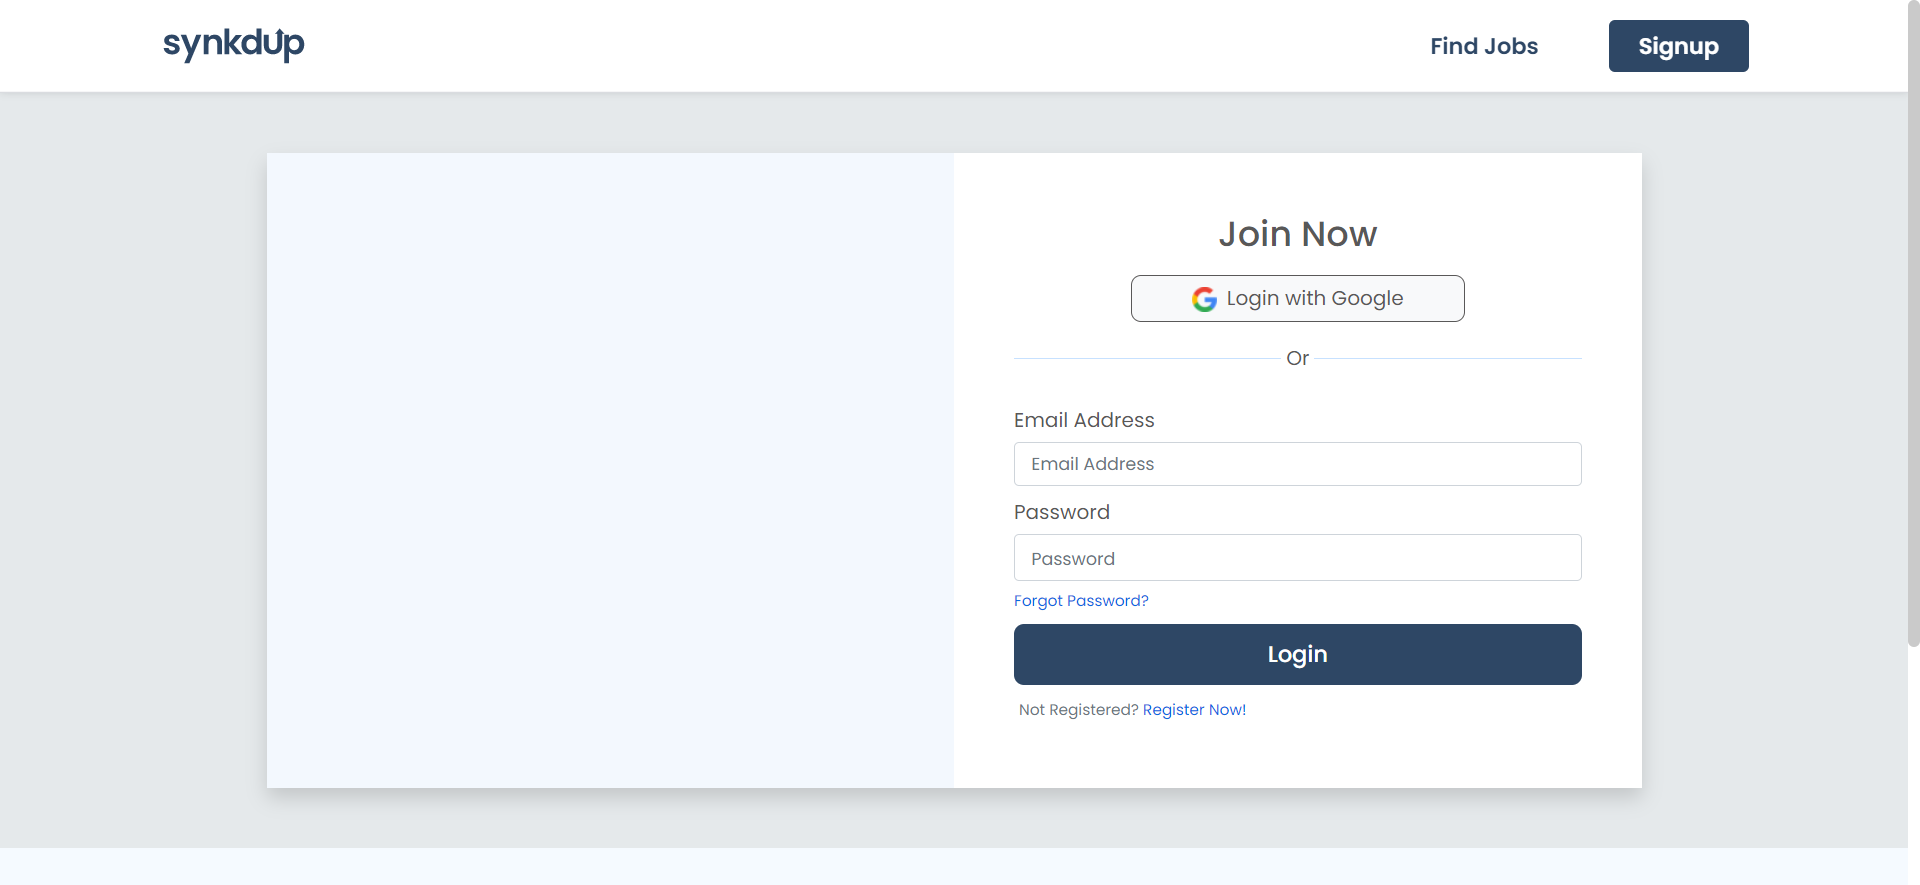 synkdup
Find Jobs
Signup
Join Now
Login with Google
Or
Email Address
Email Address
Password
Password
Forgot Password?
Login
Not Registered? Register Now!